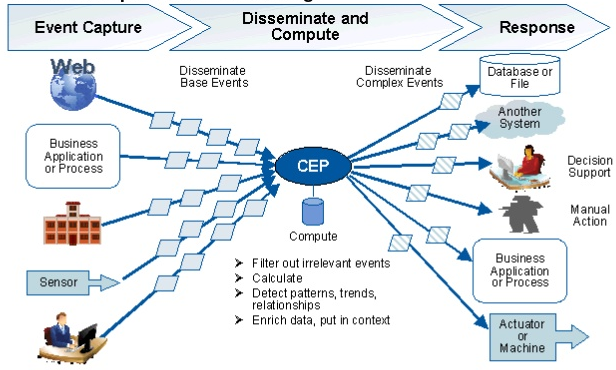 Event Capture
Disseminate and
Compute
Response
Web
Disseminate
Base Events
Disseminate
Complex Events
Database or
File
Another
System
Business
Application
or Process
CEP
Decision
Support
Manual
Action
Compute
Sensor
Filter out irrelevant events
Calculate
Detect patterns, trends,
relationships
Enrich data, put in context
Business
Application
or Process
Actuator
or
Machine